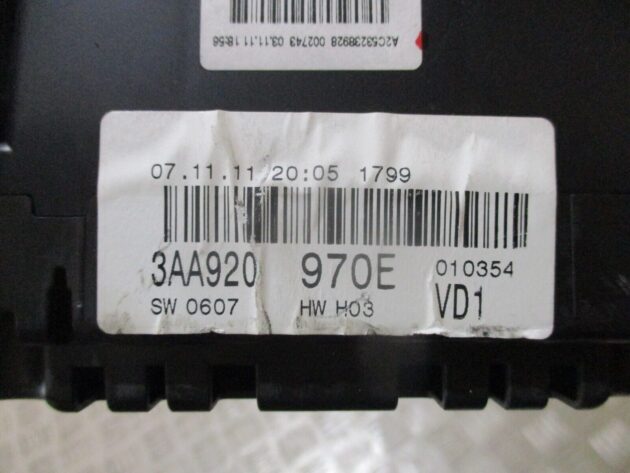 A2C53238928 002743 03.11.11 18:56
07.11.11 20:05 1799
3AA920 970E 010354
SW 0607 HW H03 VD1